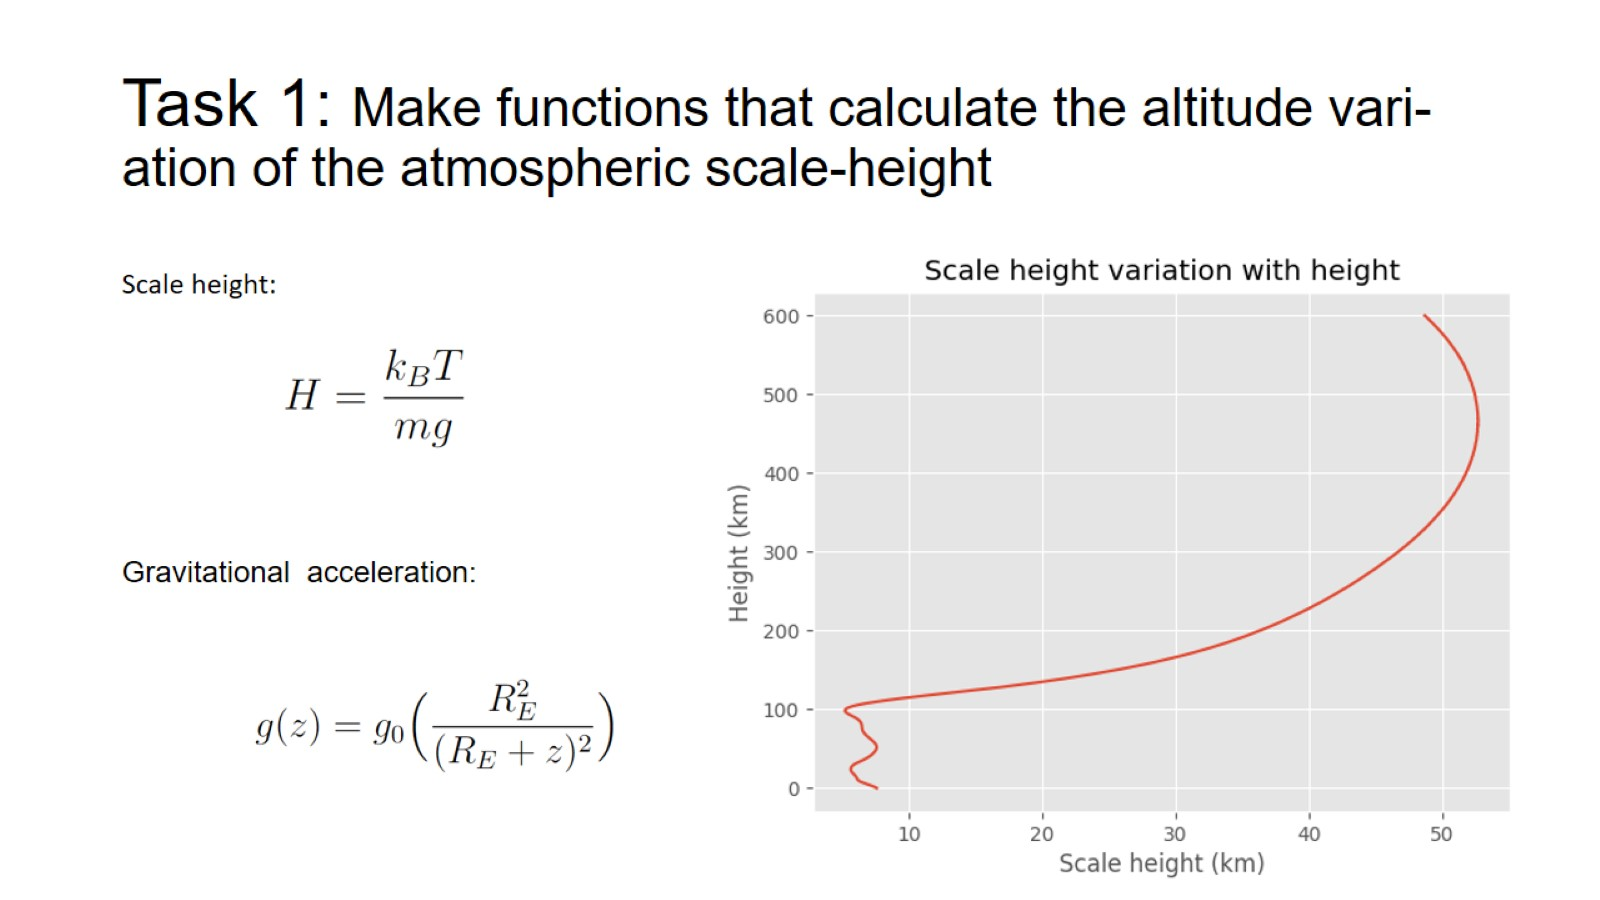 Task 1: Make functions that calculate the altitude vari-
ation of the atmospheric scale-height
Scale height:
H = k_B T / mg
Gravitational acceleration:
g(z) = g_0 ( R_E^2 / (R_E + z)^2 )
Scale height variation with height
Height (km)
600
500
400
300
200
100
0
10 20 30 40 50
Scale height (km)